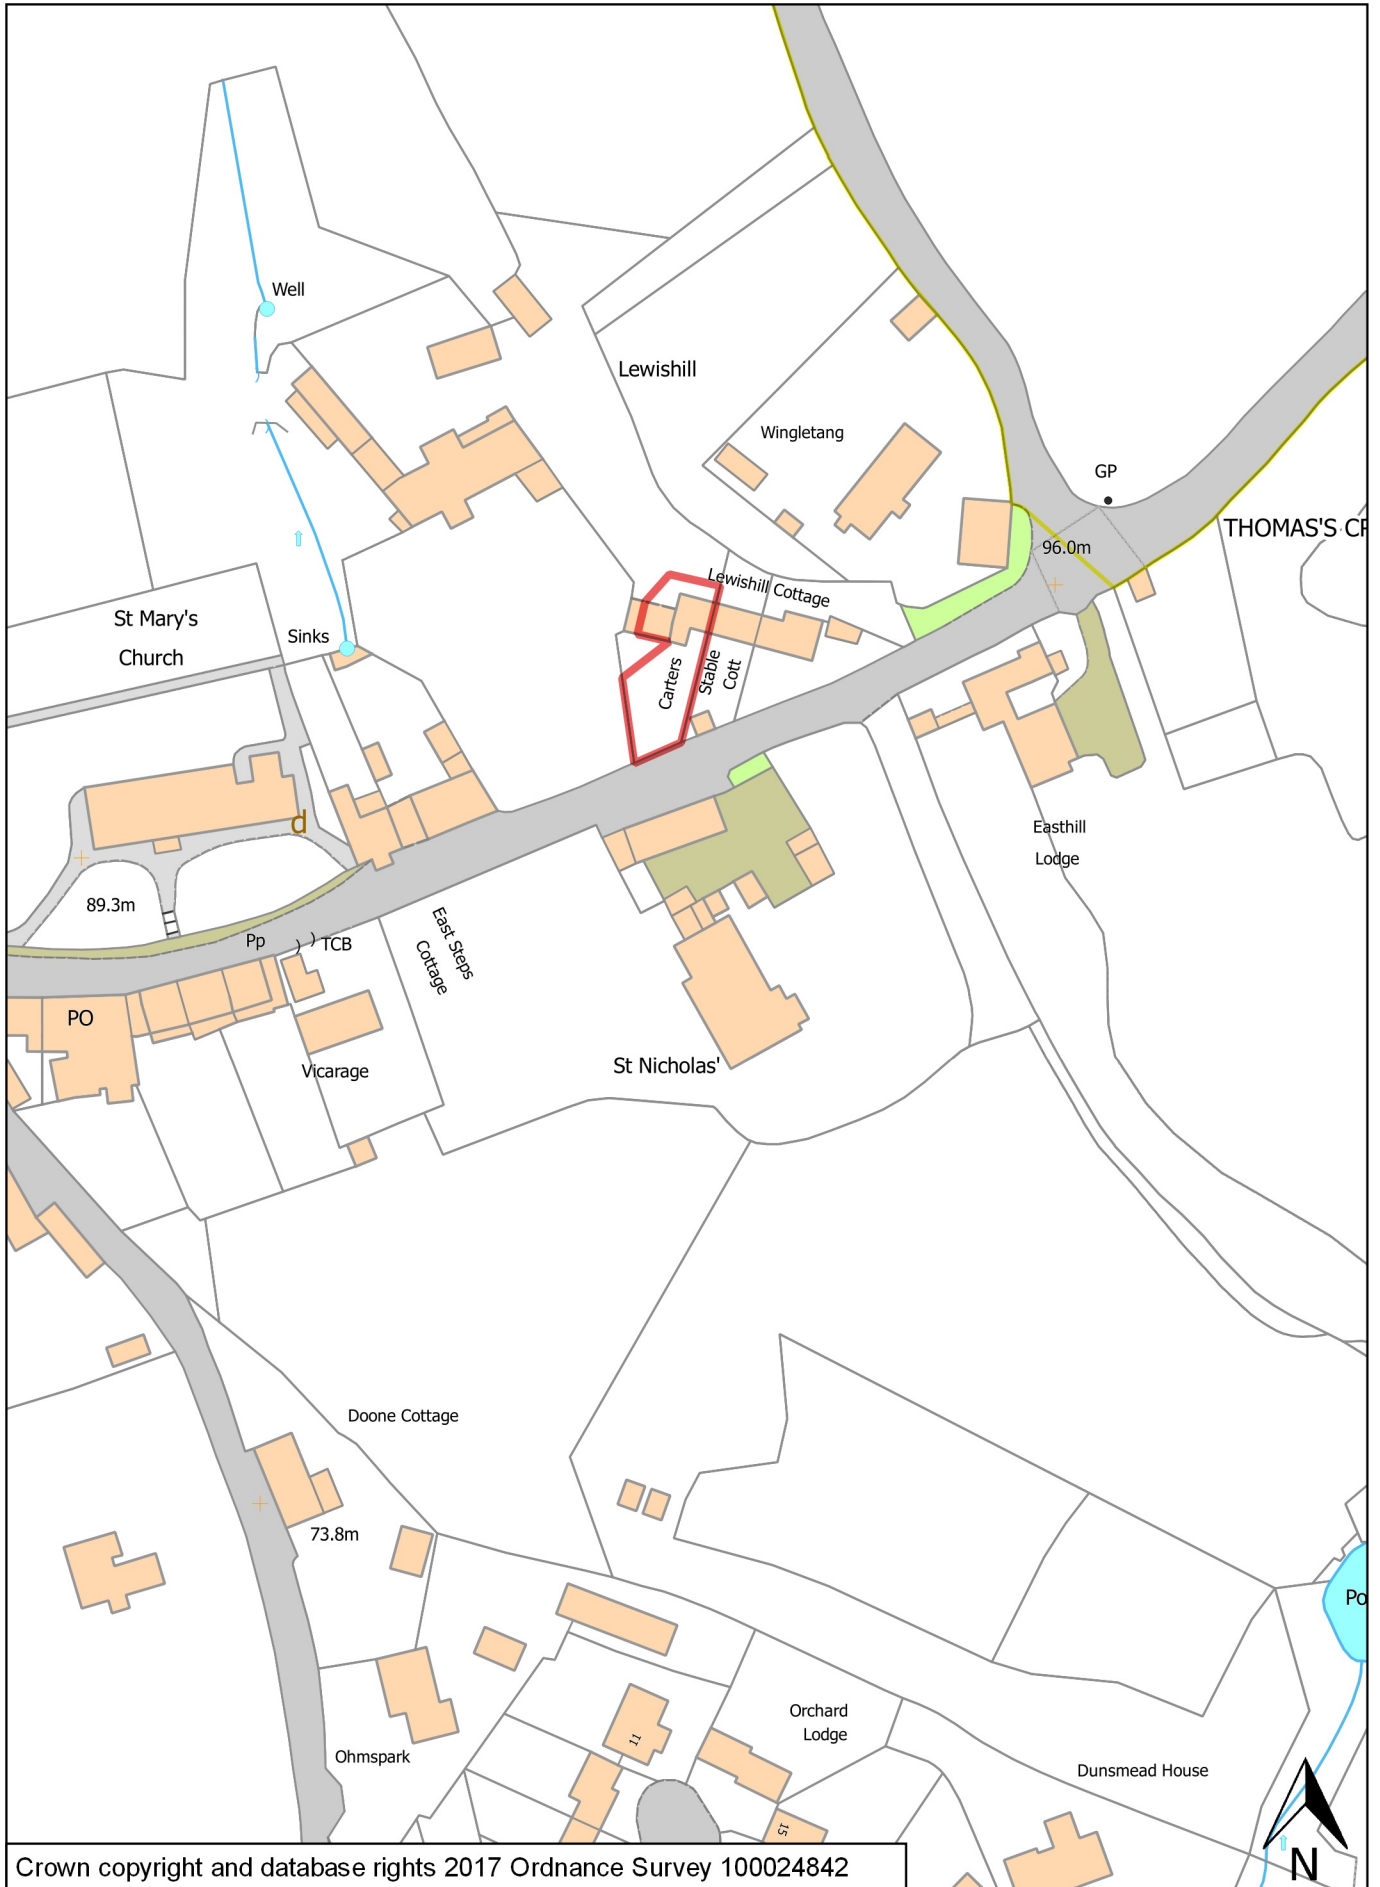 Well
Lewishill
Wingletang
GP
THOMAS'S CR
96.0m
Lewishill Cottage
St Mary's
Church
Sinks
Carters
Stable
Cott
d
Easthill
Lodge
89.3m
Pp
TCB
East Steps
Cottage
PO
Vicarage
St Nicholas'
Doone Cottage
73.8m
Po
11
Orchard
Lodge
Ohmspark
Dunsmead House
15
N
Crown copyright and database rights 2017 Ordnance Survey 100024842